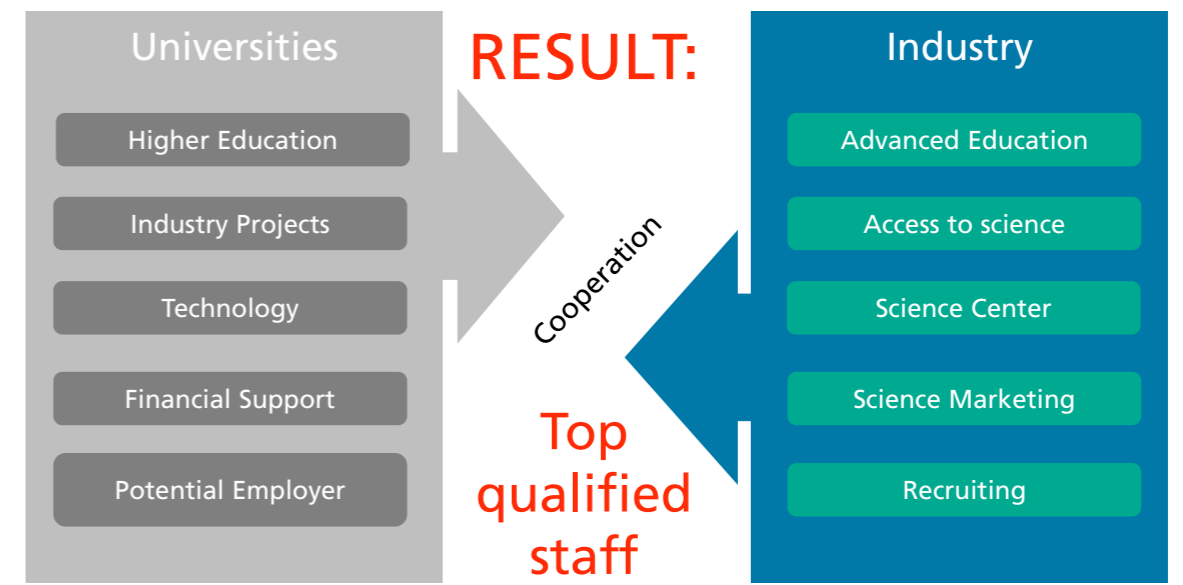 Universities
Higher Education
Industry Projects
Technology
Financial Support
Potential Employer
RESULT:
Cooperation
Top
qualified
staff
Industry
Advanced Education
Access to science
Science Center
Science Marketing
Recruiting